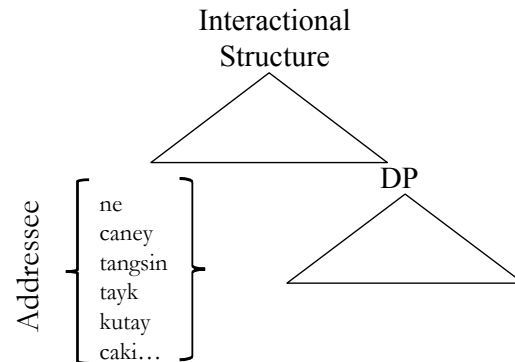 Interactional
Structure
DP
Addressee
ne
caney
tangsin
tayk
kutay
caki…